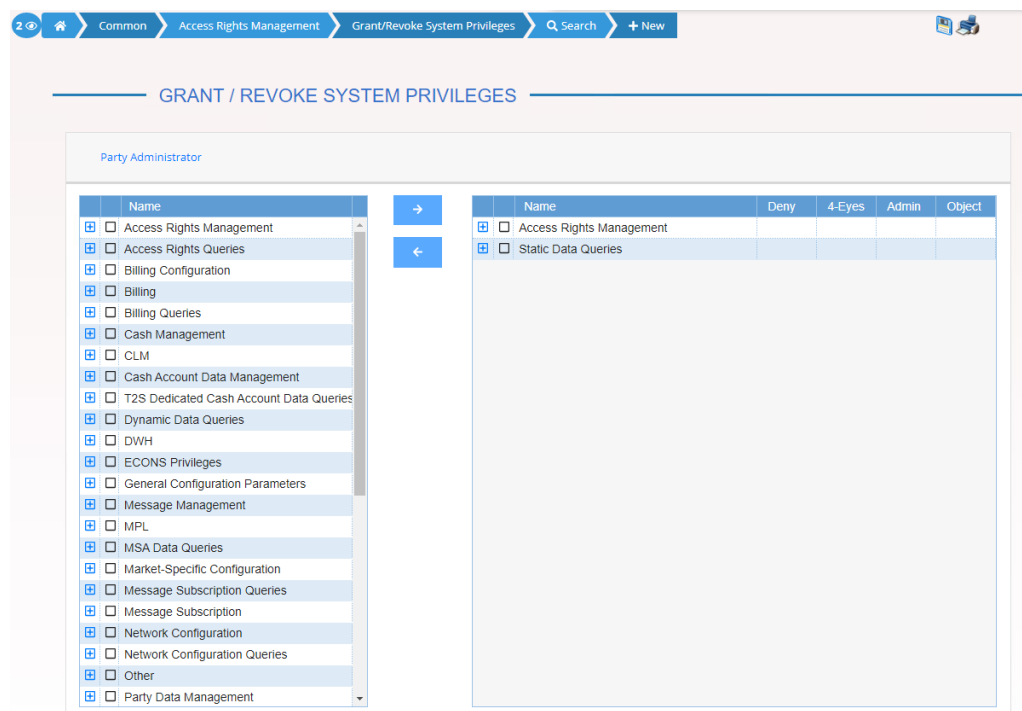 2 Common Access Rights Management Grant/Revoke System Privileges Search + New
GRANT / REVOKE SYSTEM PRIVILEGES
Party Administrator
Name
Access Rights Management
Access Rights Queries
Billing Configuration
Billing
Billing Queries
Cash Management
CLM
Cash Account Data Management
T2S Dedicated Cash Account Data Queries
Dynamic Data Queries
DWH
ECONS Privileges
General Configuration Parameters
Message Management
MPL
MSA Data Queries
Market-Specific Configuration
Message Subscription Queries
Message Subscription
Network Configuration
Network Configuration Queries
Other
Party Data Management
Name Deny 4-Eyes Admin Object
Access Rights Management
Static Data Queries